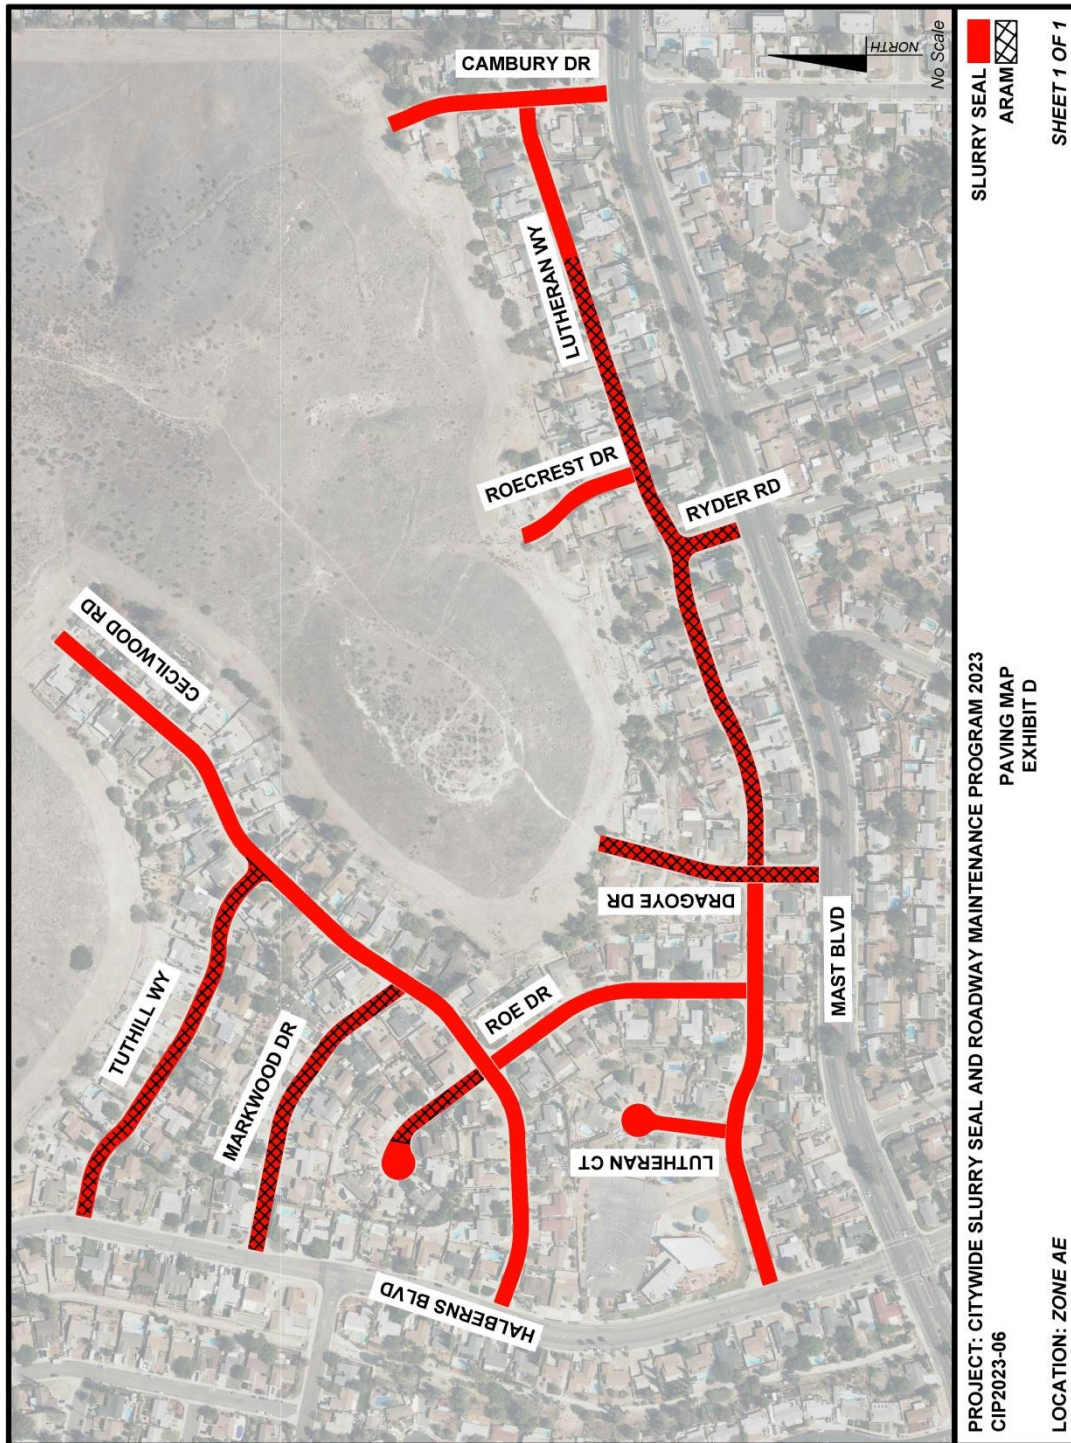 CAMBURY DR
NORTH
No Scale
LUTHERAN WY
ROECREST DR
RYDER RD
CECILWOOD RD
DRAGOYE DR
MAST BLVD
TUTHILL WY
MARKWOOD DR
ROE DR
LUTHERAN CT
HALBERNS BLVD
SLURRY SEAL
ARAM
PROJECT: CITYWIDE SLURRY SEAL AND ROADWAY MAINTENANCE PROGRAM 2023
CIP2023-06
PAVING MAP
EXHIBIT D
LOCATION: ZONE AE
SHEET 1 OF 1